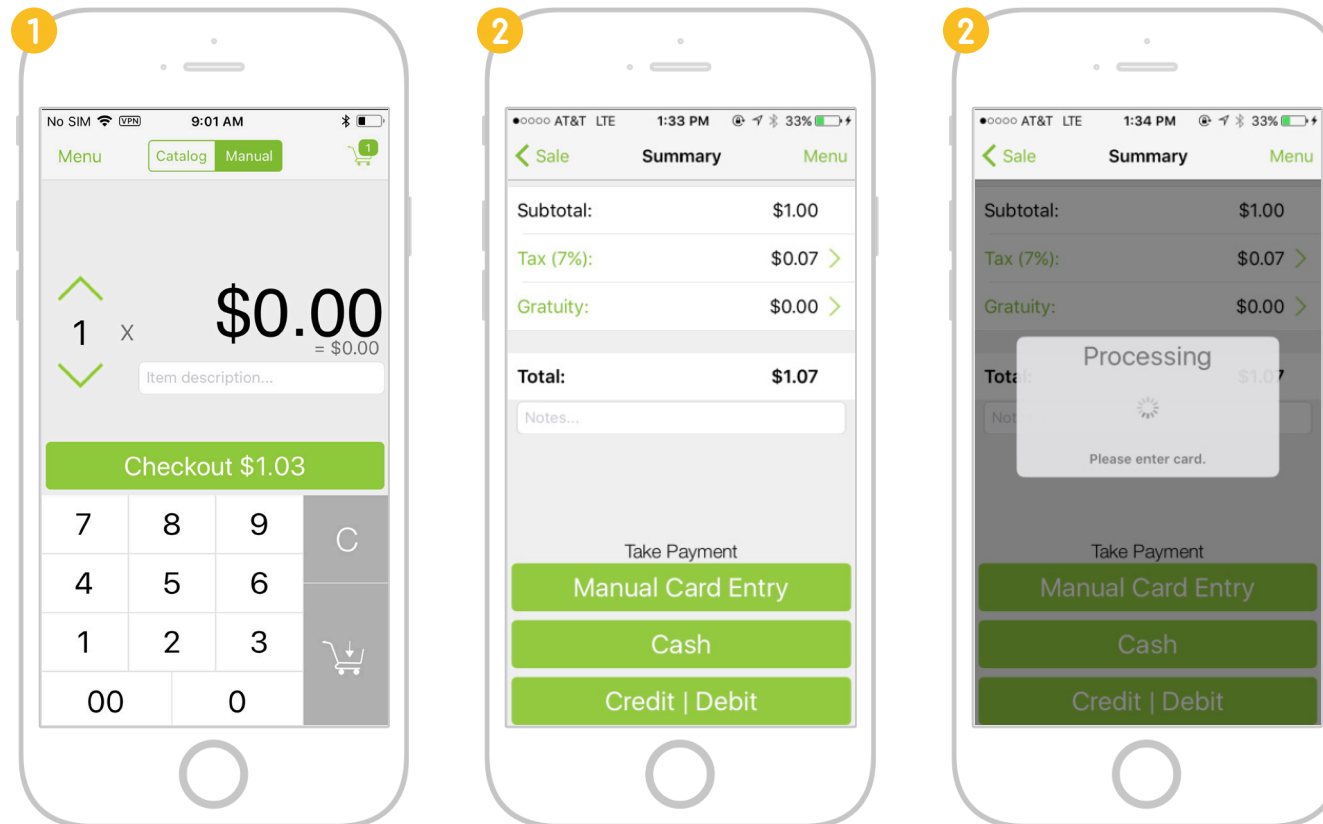 1
No SIM VPN 9:01 AM
Menu Catalog Manual 1
1 X $0.00
= $0.00
Item description...
Checkout $1.03
7 8 9 C
4 5 6
1 2 3
00 0
2
AT&T LTE 1:33 PM 33%
Sale Summary Menu
Subtotal: $1.00
Tax (7%): $0.07
Gratuity: $0.00
Total: $1.07
Notes...
Take Payment
Manual Card Entry
Cash
Credit | Debit
2
AT&T LTE 1:34 PM 33%
Sale Summary Menu
Subtotal: $1.00
Tax (7%): $0.07
Gratuity: $0.00
Processing
Total: $1.07
Please enter card.
Take Payment
Manual Card Entry
Cash
Credit | Debit